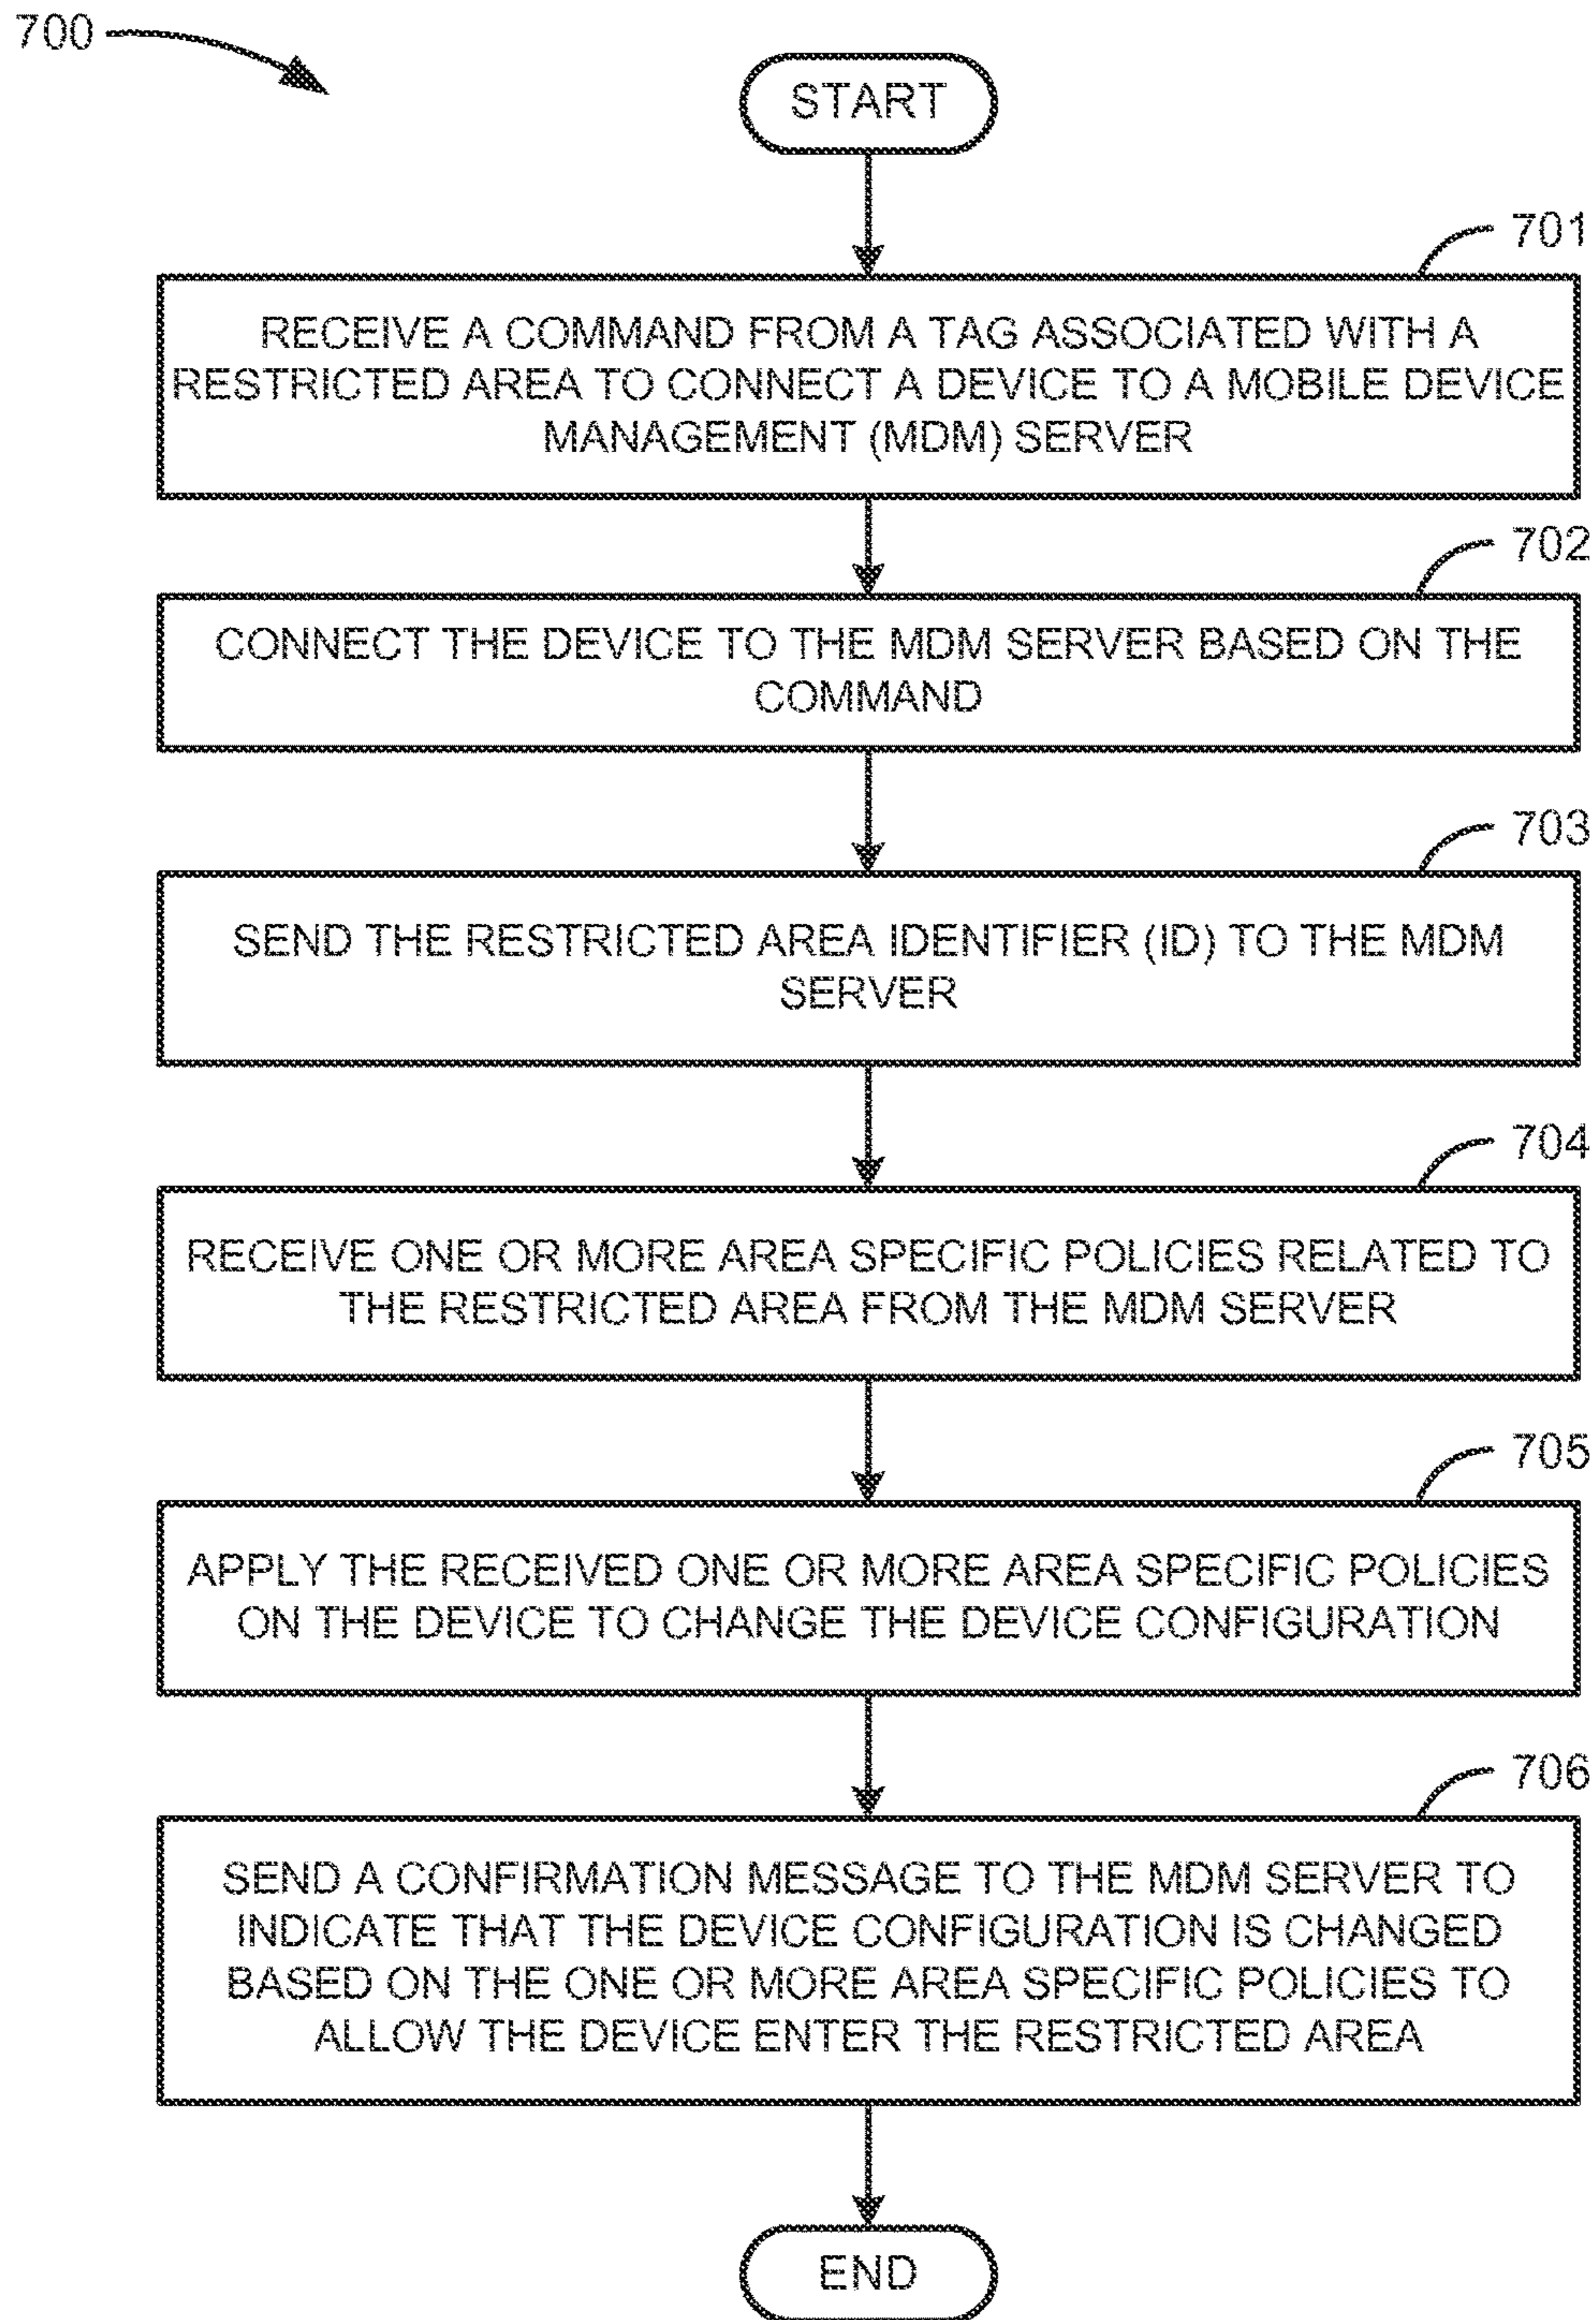 700
START
701
RECEIVE A COMMAND FROM A TAG ASSOCIATED WITH A
RESTRICTED AREA TO CONNECT A DEVICE TO A MOBILE DEVICE
MANAGEMENT (MDM) SERVER
702
CONNECT THE DEVICE TO THE MDM SERVER BASED ON THE
COMMAND
703
SEND THE RESTRICTED AREA IDENTIFIER (ID) TO THE MDM
SERVER
704
RECEIVE ONE OR MORE AREA SPECIFIC POLICIES RELATED TO
THE RESTRICTED AREA FROM THE MDM SERVER
705
APPLY THE RECEIVED ONE OR MORE AREA SPECIFIC POLICIES
ON THE DEVICE TO CHANGE THE DEVICE CONFIGURATION
706
SEND A CONFIRMATION MESSAGE TO THE MDM SERVER TO
INDICATE THAT THE DEVICE CONFIGURATION IS CHANGED
BASED ON THE ONE OR MORE AREA SPECIFIC POLICIES TO
ALLOW THE DEVICE ENTER THE RESTRICTED AREA
END